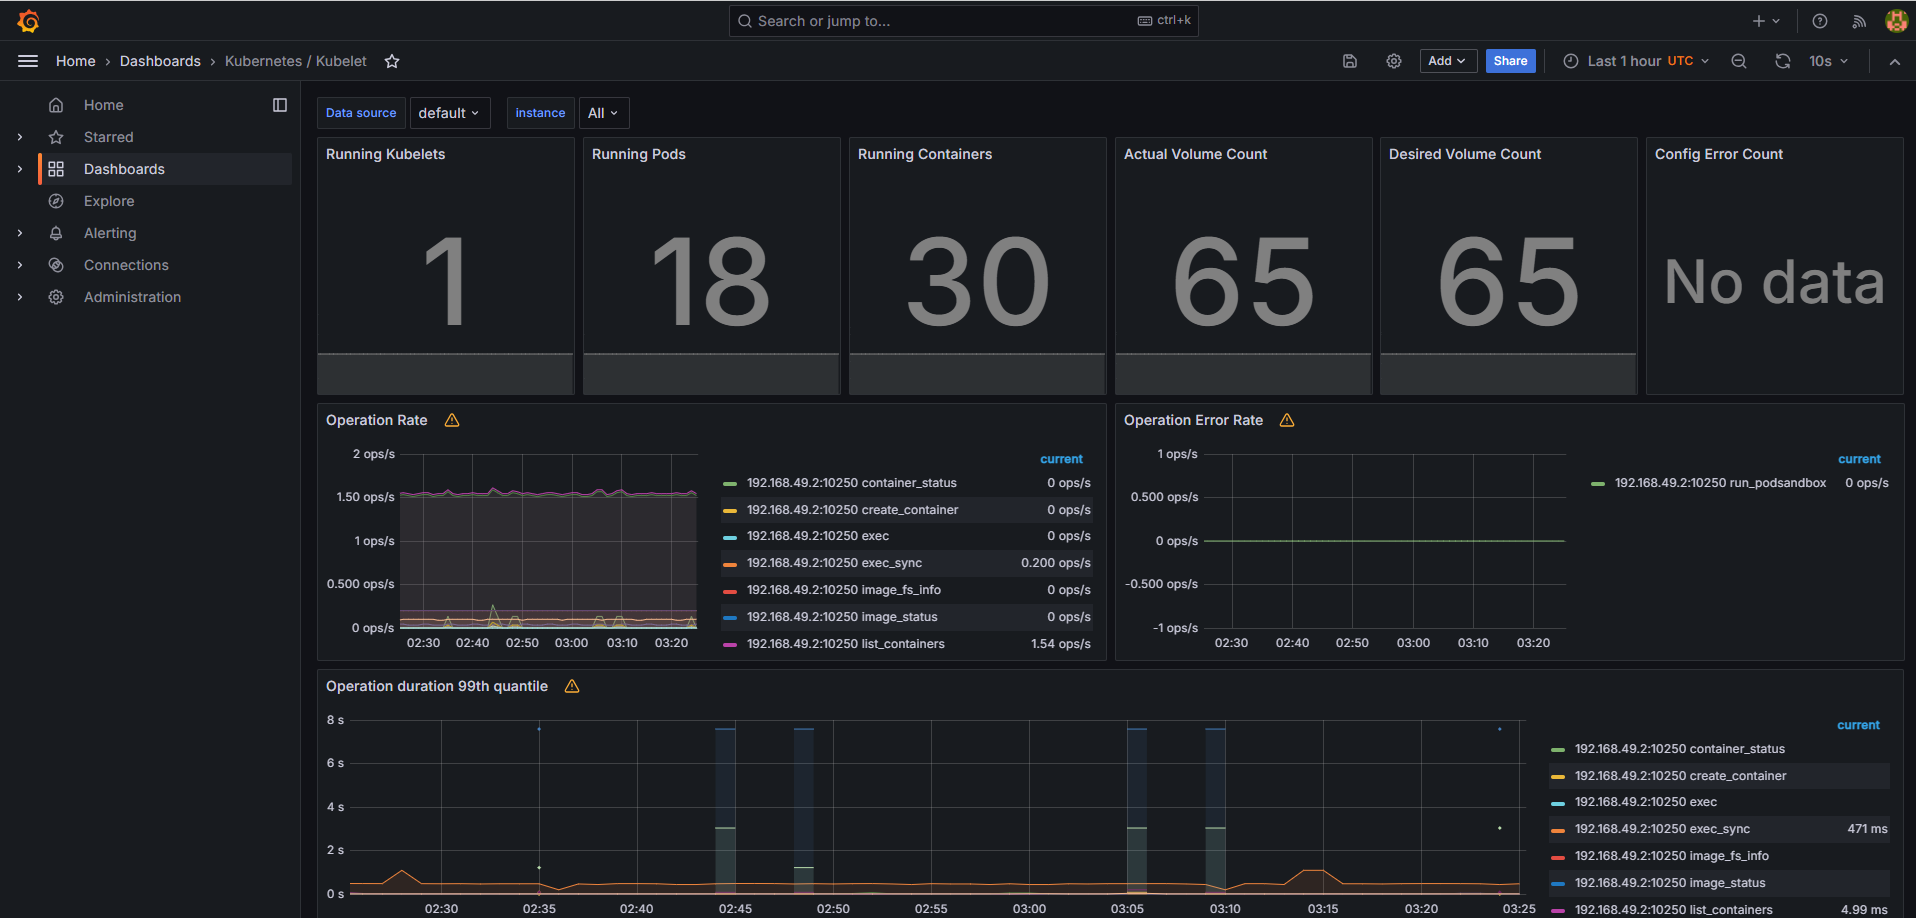 Search or jump to...
ctrl+k
Home › Dashboards › Kubernetes / Kubelet
Add
Share
Last 1 hour UTC
10s
Home
Starred
Dashboards
Explore
Alerting
Connections
Administration
Data source
default
instance
All
Running Kubelets
1
Running Pods
18
Running Containers
30
Actual Volume Count
65
Desired Volume Count
65
Config Error Count
No data
Operation Rate
2 ops/s
1.50 ops/s
1 ops/s
0.500 ops/s
0 ops/s
02:30 02:40 02:50 03:00 03:10 03:20
current
192.168.49.2:10250 container_status 0 ops/s
192.168.49.2:10250 create_container 0 ops/s
192.168.49.2:10250 exec 0 ops/s
192.168.49.2:10250 exec_sync 0.200 ops/s
192.168.49.2:10250 image_fs_info 0 ops/s
192.168.49.2:10250 image_status 0 ops/s
192.168.49.2:10250 list_containers 1.54 ops/s
Operation Error Rate
1 ops/s
0.500 ops/s
0 ops/s
-0.500 ops/s
-1 ops/s
02:30 02:40 02:50 03:00 03:10 03:20
current
192.168.49.2:10250 run_podsandbox 0 ops/s
Operation duration 99th quantile
8 s
6 s
4 s
2 s
0 s
02:30 02:35 02:40 02:45 02:50 02:55 03:00 03:05 03:10 03:15 03:20 03:25
current
192.168.49.2:10250 container_status
192.168.49.2:10250 create_container
192.168.49.2:10250 exec
192.168.49.2:10250 exec_sync 471 ms
192.168.49.2:10250 image_fs_info
192.168.49.2:10250 image_status
192.168.49.2:10250 list_containers 4.99 ms